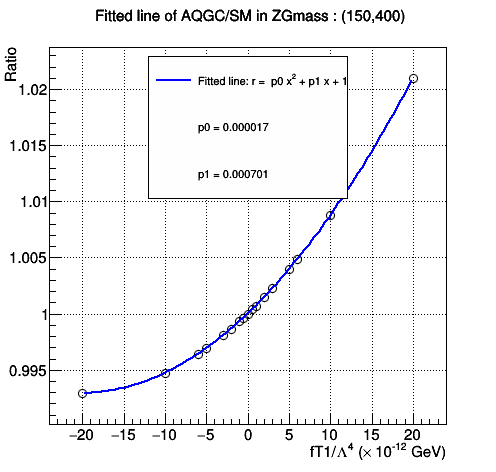 Fitted line of AQGC/SM in ZGmass : (150,400)
Ratio
Fitted line: r = p0 x² + p1 x + 1
p0 = 0.000017
p1 = 0.000701
1.02
1.015
1.01
1.005
1
0.995
−20 −15 −10 −5 0 5 10 15 20
fT1/Λ⁴ (× 10⁻¹² GeV)